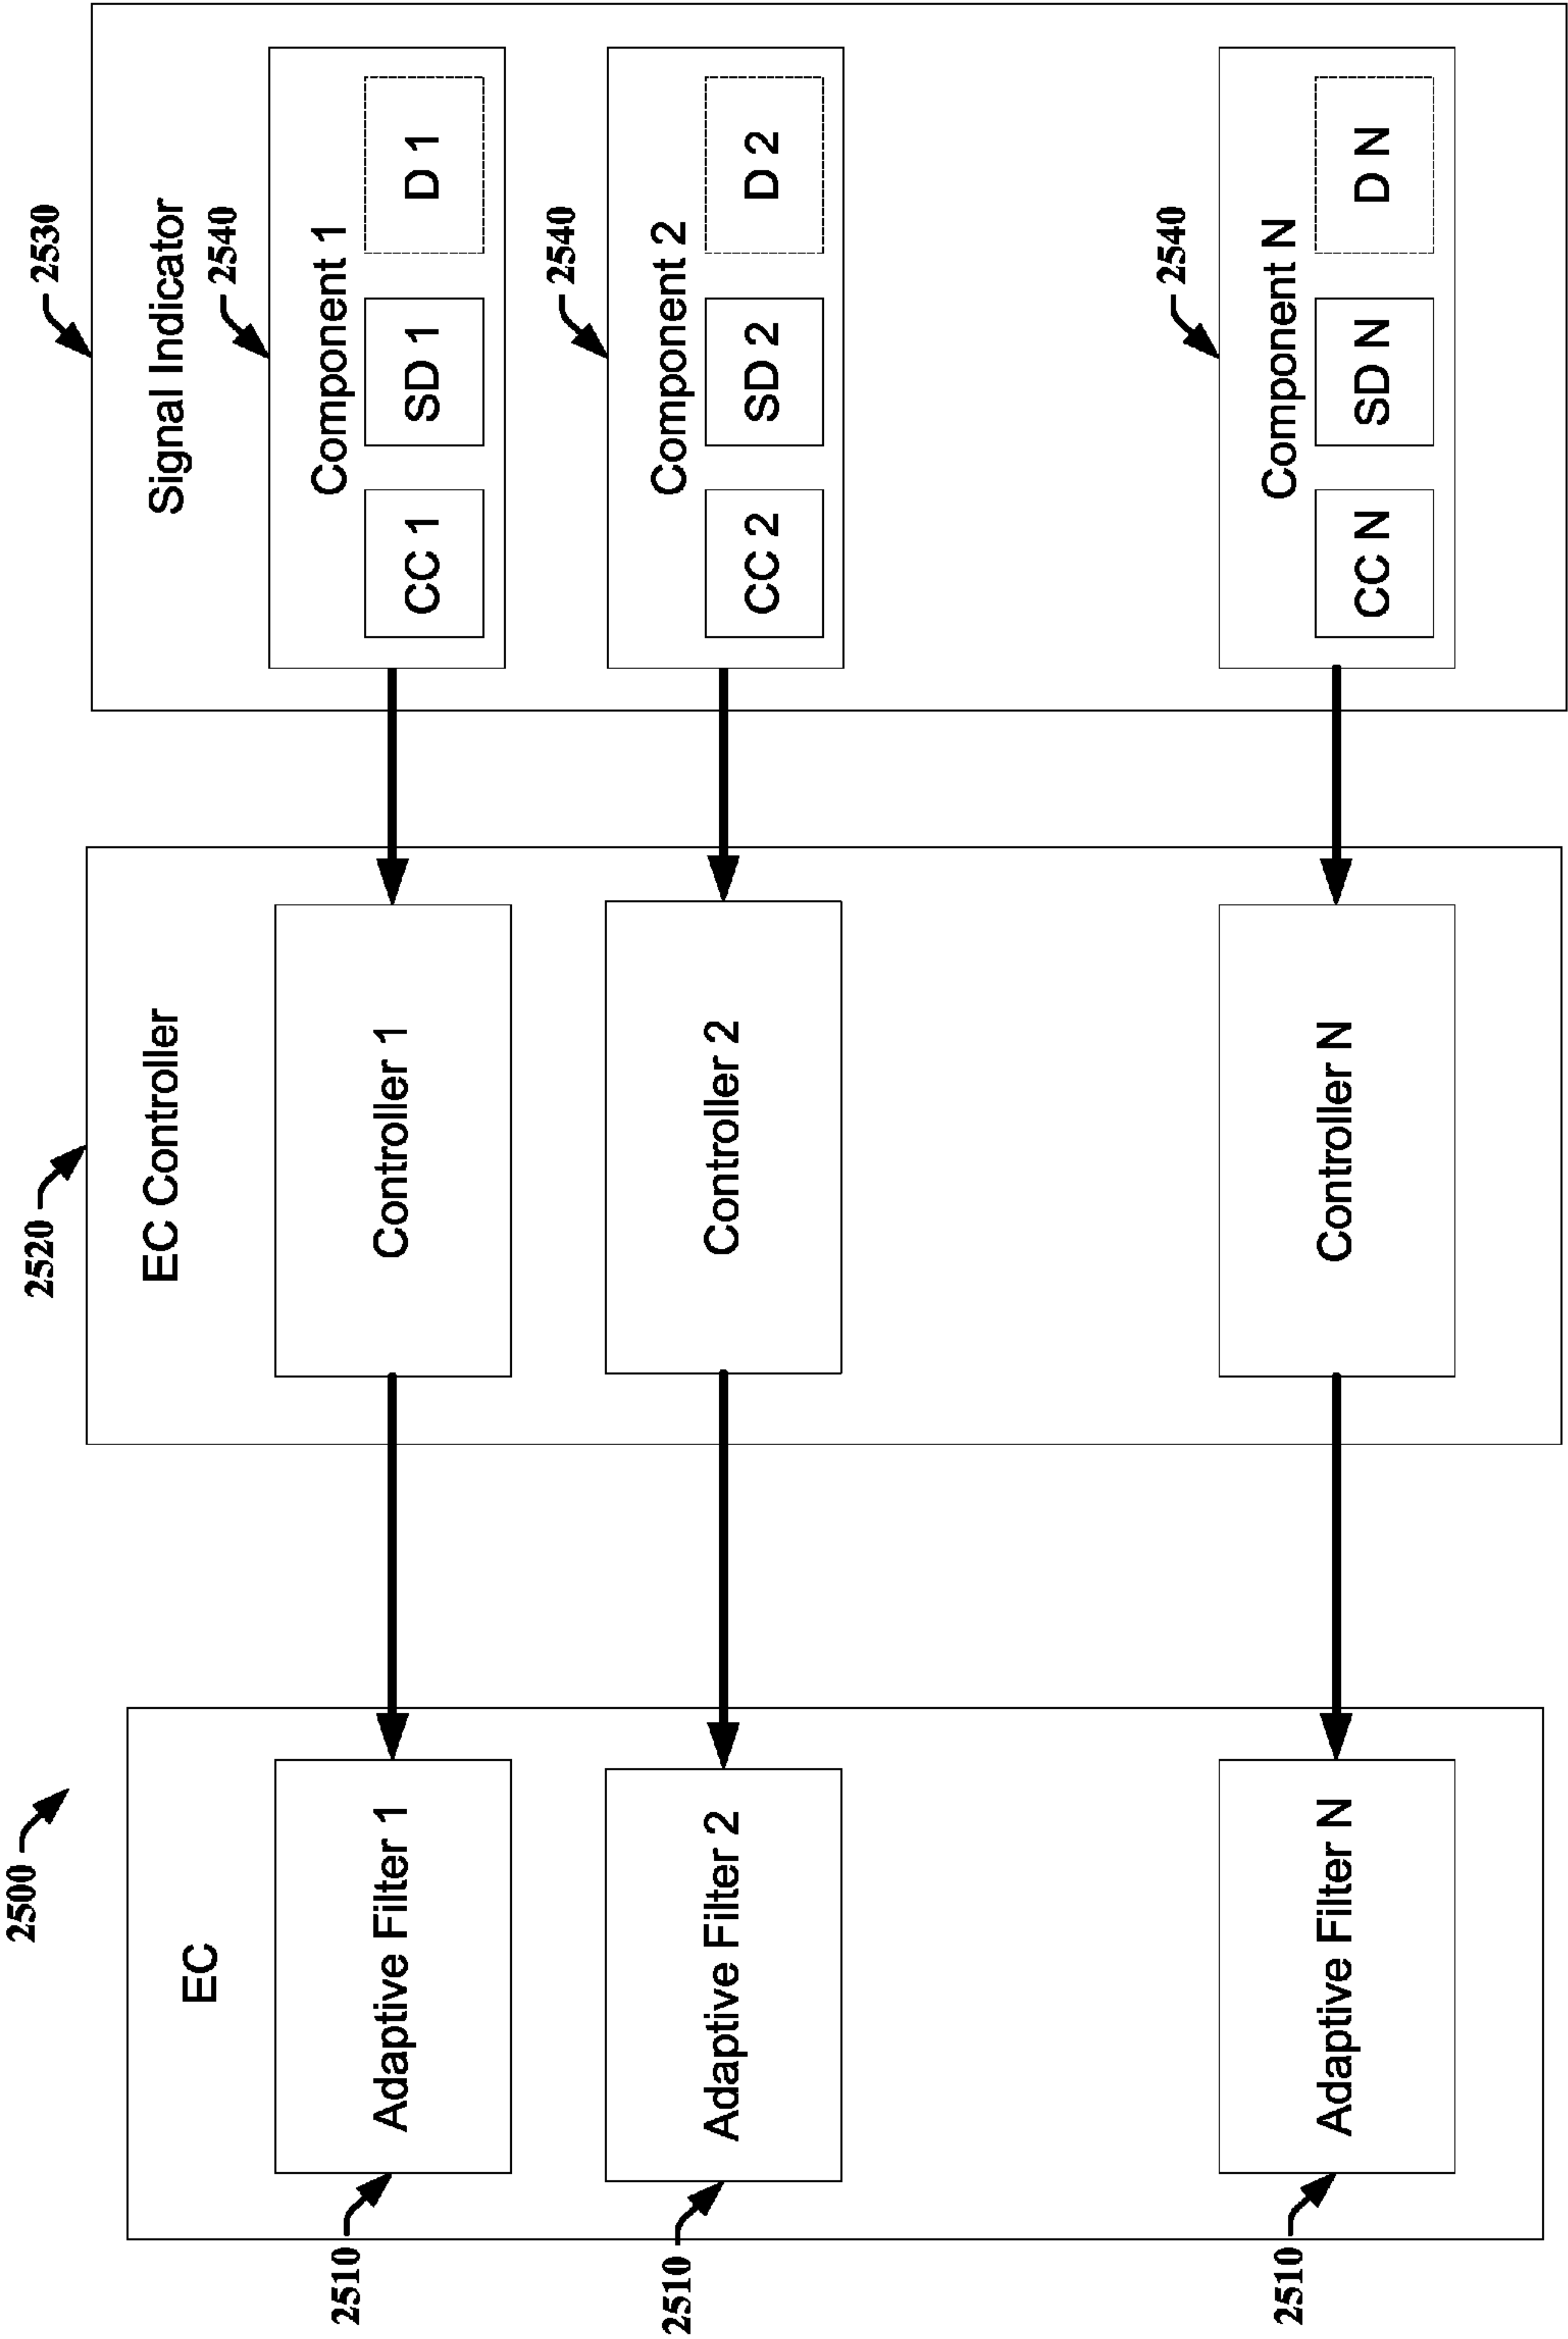 2500
EC
2510
Adaptive Filter 1
2510
Adaptive Filter 2
2510
Adaptive Filter N
2520
EC Controller
Controller 1
Controller 2
Controller N
2530
Signal Indicator
2540
Component 1
CC 1
SD 1
D 1
2540
Component 2
CC 2
SD 2
D 2
2540
Component N
CC N
SD N
D N